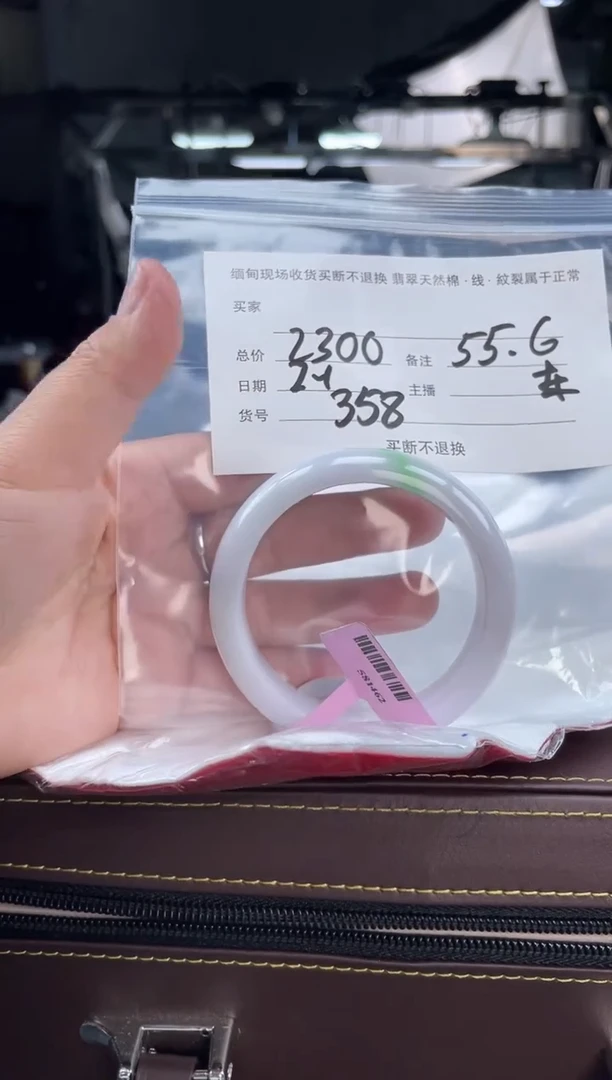 缅甸现场收货买断不退换 翡翠天然棉·线·紋裂属于正常
买家
总价 2300 备注 55.6
日期 24 主播
货号 358
买断不退换
581462